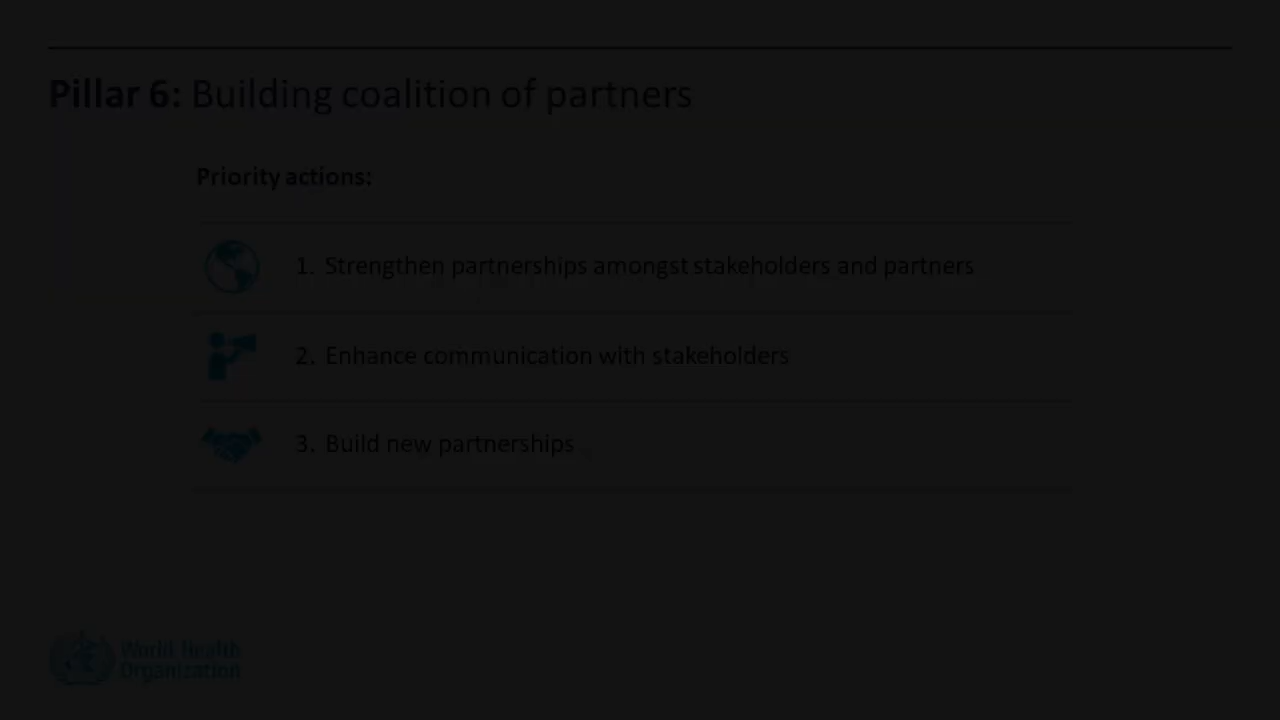 Pillar 6: Building coalition of partners
Priority actions:
1. Strengthen partnerships amongst stakeholders and partners
2. Enhance communication with stakeholders
3. Build new partnerships
World Health
Organization